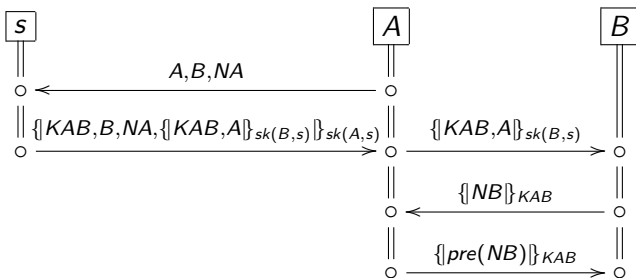 s A B
A,B,NA
{|KAB,B,NA,{|KAB,A|}sk(B,s)|}sk(A,s) {|KAB,A|}sk(B,s)
{|NB|}KAB
{|pre(NB)|}KAB